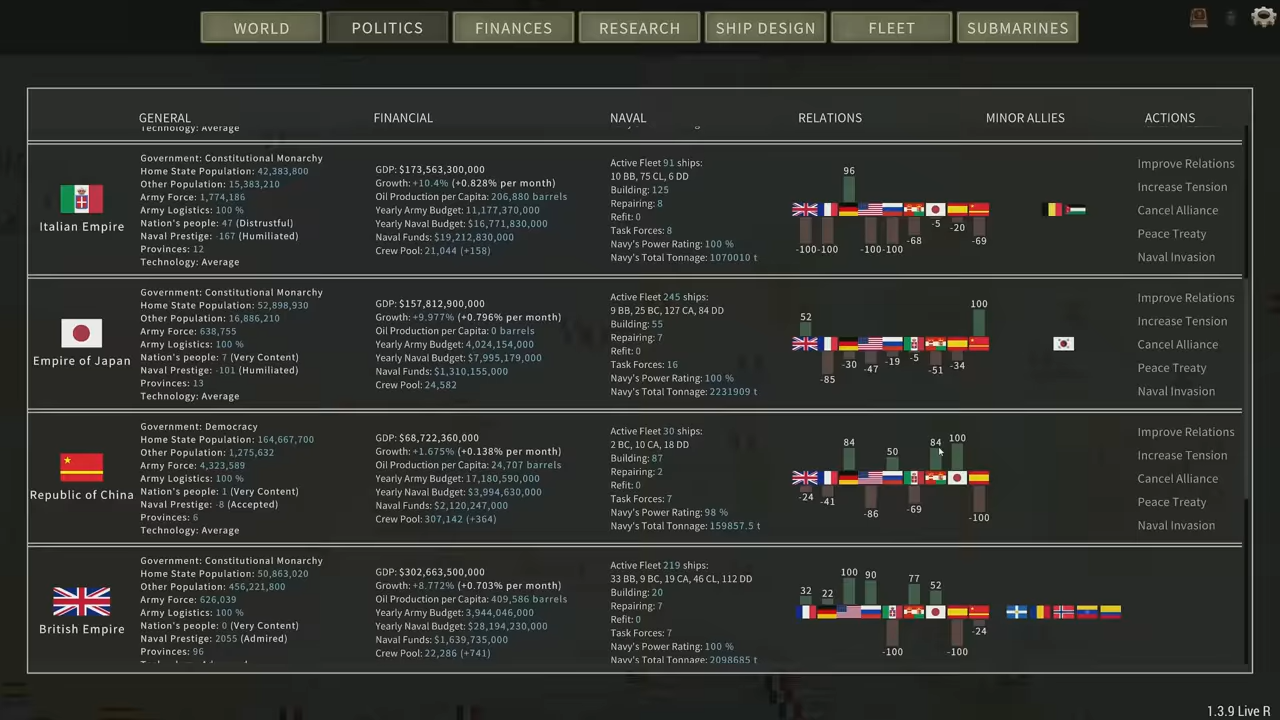 WORLD
POLITICS
FINANCES
RESEARCH
SHIP DESIGN
FLEET
SUBMARINES
GENERAL
FINANCIAL
NAVAL
RELATIONS
MINOR ALLIES
ACTIONS
Technology: Average
Italian Empire
Government: Constitutional Monarchy
Home State Population: 42,383,800
Other Population: 15,383,210
Army Force: 1,774,186
Army Logistics: 100 %
Nation's people: 47 (Distrustful)
Naval Prestige: -167 (Humiliated)
Provinces: 12
Technology: Average
GDP: $173,563,300,000
Growth: +10.4% (+0.828% per month)
Oil Production per Capita: 206,880 barrels
Yearly Army Budget: 11,177,370,000
Yearly Naval Budget: $16,771,830,000
Naval Funds: $19,212,830,000
Crew Pool: 21,044 (+158)
Active Fleet 91 ships:
10 BB, 75 CL, 6 DD
Building: 125
Repairing: 8
Refit: 0
Task Forces: 8
Navy's Power Rating: 100 %
Navy's Total Tonnage: 1070010 t
96
-5
-20
-68
-69
-100 -100 -100 -100
Improve Relations
Increase Tension
Cancel Alliance
Peace Treaty
Naval Invasion
Empire of Japan
Government: Constitutional Monarchy
Home State Population: 52,898,930
Other Population: 16,886,210
Army Force: 638,755
Army Logistics: 100 %
Nation's people: 7 (Very Content)
Naval Prestige: -101 (Humiliated)
Provinces: 13
Technology: Average
GDP: $157,812,900,000
Growth: +9.977% (+0.796% per month)
Oil Production per Capita: 0 barrels
Yearly Army Budget: 4,024,154,000
Yearly Naval Budget: $7,995,179,000
Naval Funds: $1,310,155,000
Crew Pool: 24,582
Active Fleet 245 ships:
9 BB, 25 BC, 127 CA, 84 DD
Building: 55
Repairing: 7
Refit: 0
Task Forces: 16
Navy's Power Rating: 100 %
Navy's Total Tonnage: 2231909 t
100
52
-85 -30 -47 -19 -5 -51 -34
Improve Relations
Increase Tension
Cancel Alliance
Peace Treaty
Naval Invasion
Republic of China
Government: Democracy
Home State Population: 164,667,700
Other Population: 1,275,632
Army Force: 4,323,589
Army Logistics: 100 %
Nation's people: 1 (Very Content)
Naval Prestige: -8 (Accepted)
Provinces: 6
Technology: Average
GDP: $68,722,360,000
Growth: +1.675% (+0.138% per month)
Oil Production per Capita: 24,707 barrels
Yearly Army Budget: 17,180,590,000
Yearly Naval Budget: $3,994,630,000
Naval Funds: $2,120,247,000
Crew Pool: 307,142 (+364)
Active Fleet 30 ships:
2 BC, 10 CA, 18 DD
Building: 87
Repairing: 2
Refit: 0
Task Forces: 7
Navy's Power Rating: 98 %
Navy's Total Tonnage: 159857.5 t
84 50 84 100
-24 -41 -86 -69 -100
Improve Relations
Increase Tension
Cancel Alliance
Peace Treaty
Naval Invasion
British Empire
Government: Constitutional Monarchy
Home State Population: 50,863,020
Other Population: 456,221,800
Army Force: 626,039
Army Logistics: 100 %
Nation's people: 0 (Very Content)
Naval Prestige: 2055 (Admired)
Provinces: 96
GDP: $302,663,500,000
Growth: +8.772% (+0.703% per month)
Oil Production per Capita: 409,586 barrels
Yearly Army Budget: 3,944,046,000
Yearly Naval Budget: $28,194,230,000
Naval Funds: $1,639,735,000
Crew Pool: 22,286 (+741)
Active Fleet 219 ships:
33 BB, 9 BC, 19 CA, 46 CL, 112 DD
Building: 20
Repairing: 7
Refit: 0
Task Forces: 7
Navy's Power Rating: 100 %
Navy's Total Tonnage: 2098685 t
32 22 100 90 77 52
-100 -100 -24
1.3.9 Live R